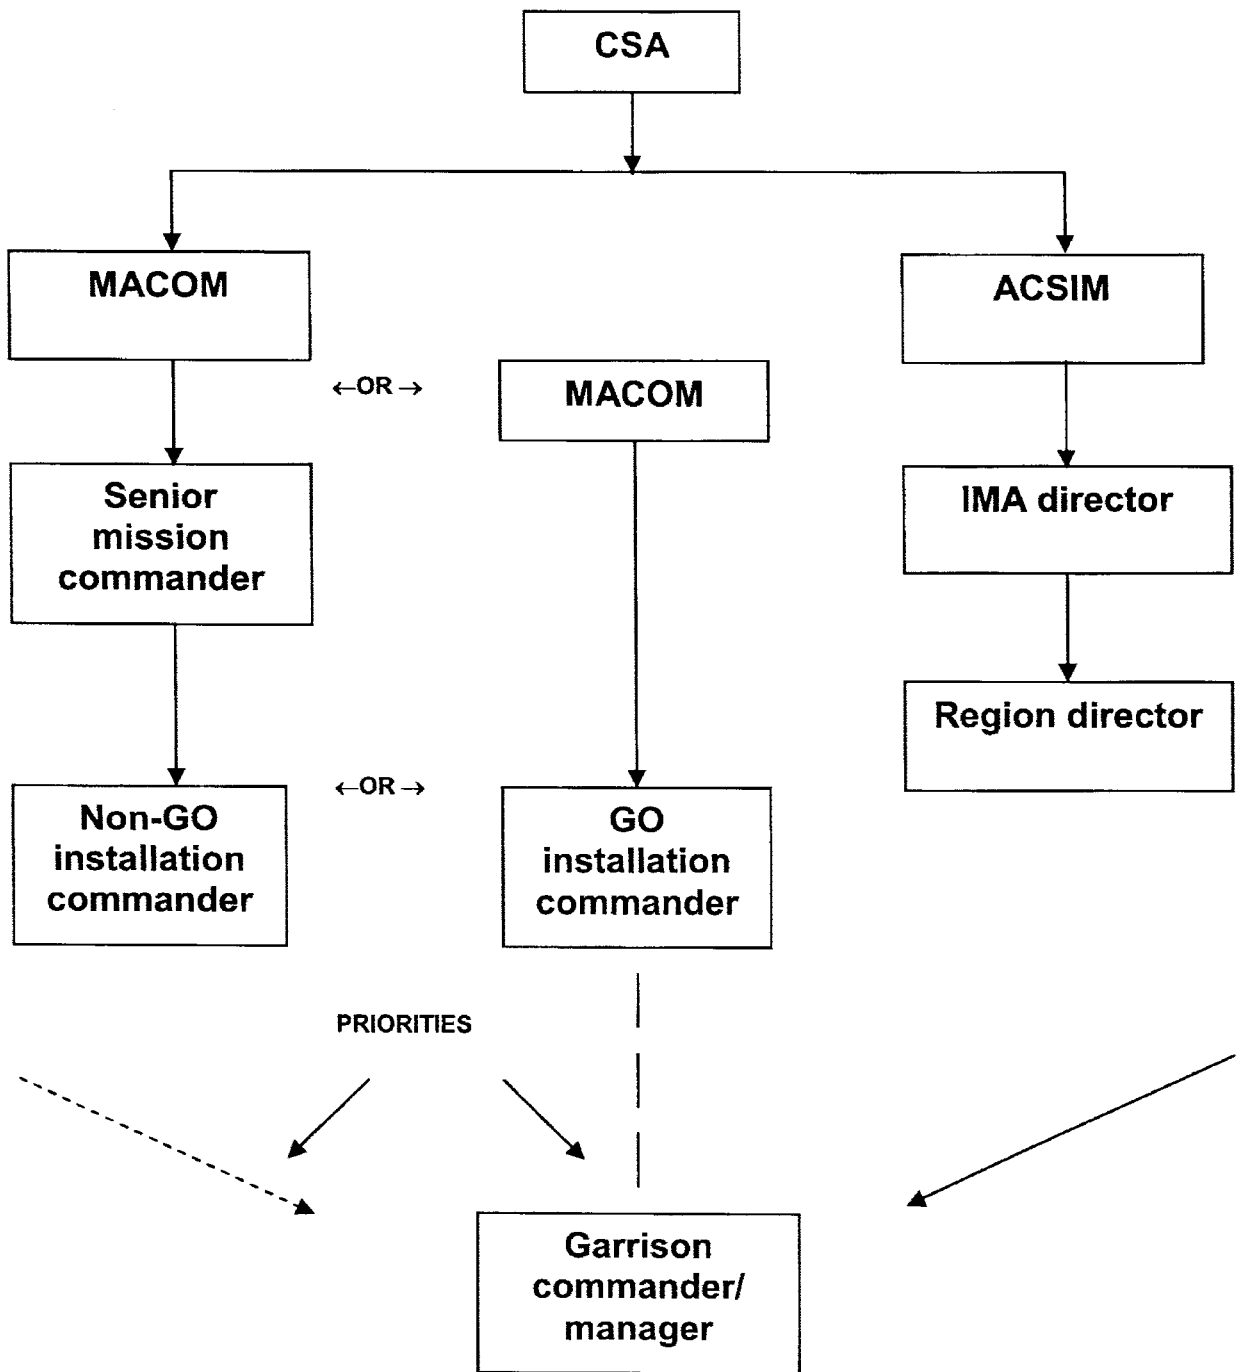 CSA
MACOM
ACSIM
←OR→
MACOM
Senior
mission
commander
IMA director
Region director
Non-GO
installation
commander
←OR→
GO
installation
commander
PRIORITIES
Garrison
commander/
manager